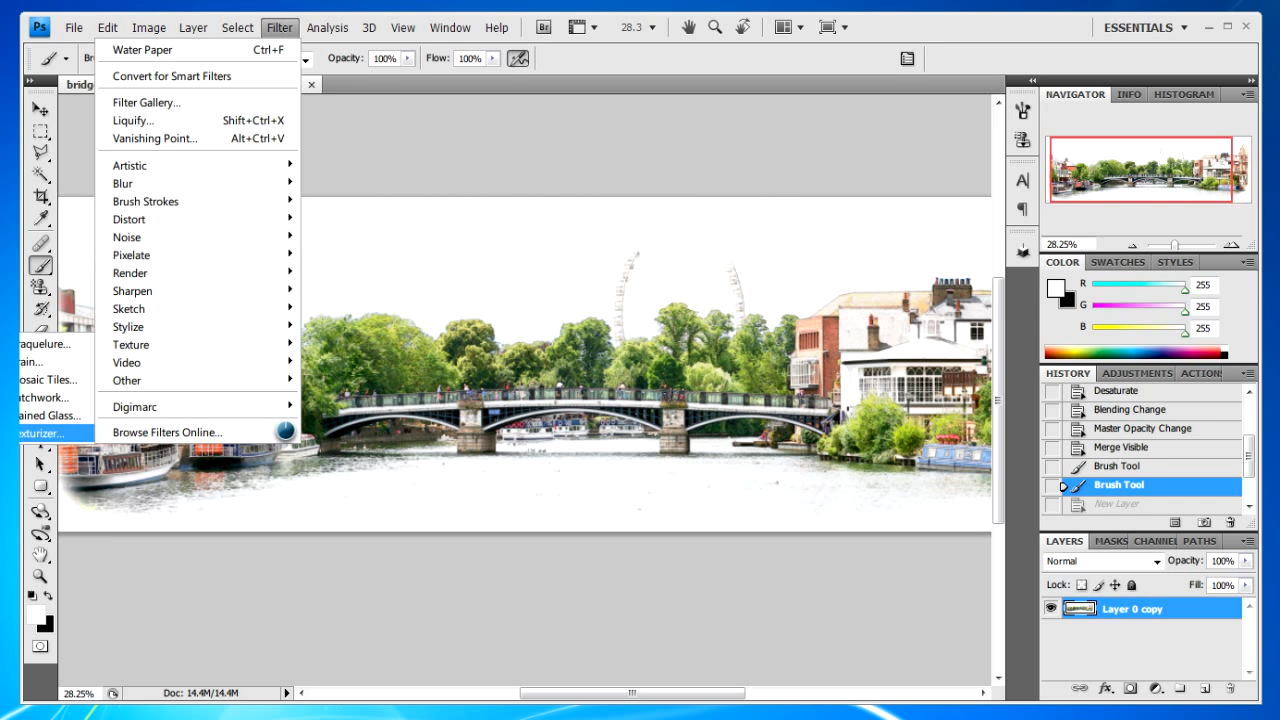 Ps File Edit Image Layer Select Filter Analysis 3D View Window Help Br 28.3 ESSENTIALS
Opacity: 100% Flow: 100%
bridg
Water Paper Ctrl+F
Convert for Smart Filters
Filter Gallery...
Liquify... Shift+Ctrl+X
Vanishing Point... Alt+Ctrl+V
Artistic
Blur
Brush Strokes
Distort
Noise
Pixelate
Render
Sharpen
Sketch
Stylize
Texture
Video
Other
Digimarc
Browse Filters Online...
raquelure...
rain...
osaic Tiles...
atchwork...
ained Glass...
exturizer...
NAVIGATOR INFO HISTOGRAM
28.25%
COLOR SWATCHES STYLES
R 255
G 255
B 255
HISTORY ADJUSTMENTS ACTIONS
Desaturate
Blending Change
Master Opacity Change
Merge Visible
Brush Tool
Brush Tool
New Layer
LAYERS MASKS CHANNEL PATHS
Normal Opacity: 100%
Lock: Fill: 100%
Layer 0 copy
28.25% Doc: 14.4M/14.4M